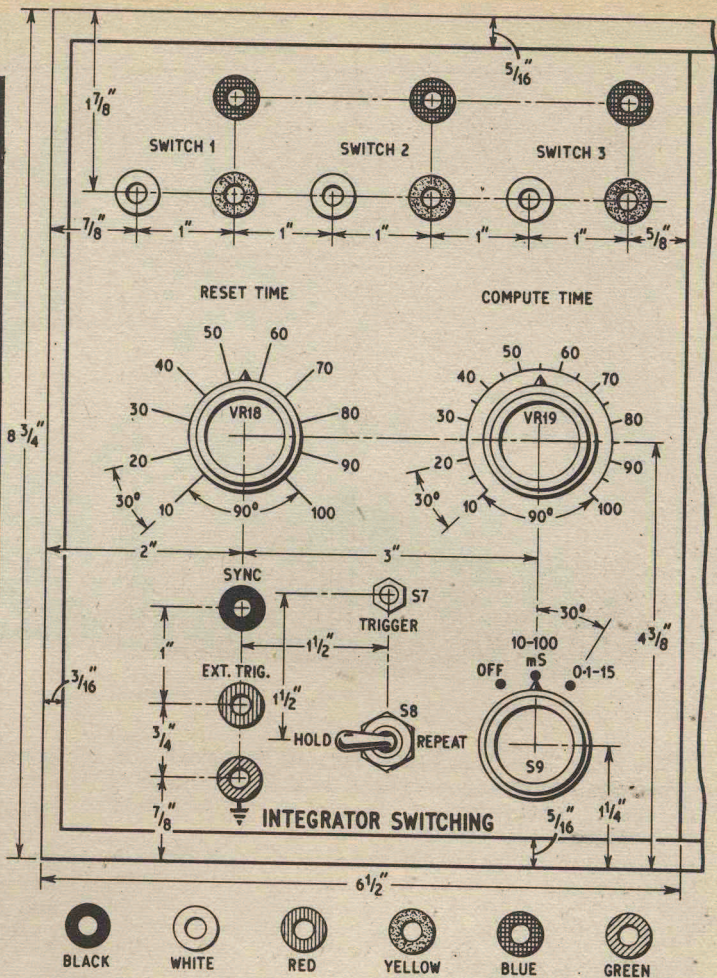 5/16"
1 7/8"
SWITCH 1 SWITCH 2 SWITCH 3
7/8" 1" 1" 1" 1" 1" 5/8"
RESET TIME COMPUTE TIME
50 60 50 60
40 70 40 70
30 VR18 80 30 VR19 80
8 3/4"
20 90 20 90
30° 10 90° 100 30° 10 90° 100
2" 3"
SYNC S7
TRIGGER 30°
1" 1 1/2" 10-100 4 3/8"
mS
3/16" EXT. TRIG. 1 1/2" OFF 0·1-15
S8
HOLD REPEAT
3/4" S9
7/8" 5/16" 1 1/4"
INTEGRATOR SWITCHING
6 1/2"
BLACK WHITE RED YELLOW BLUE GREEN